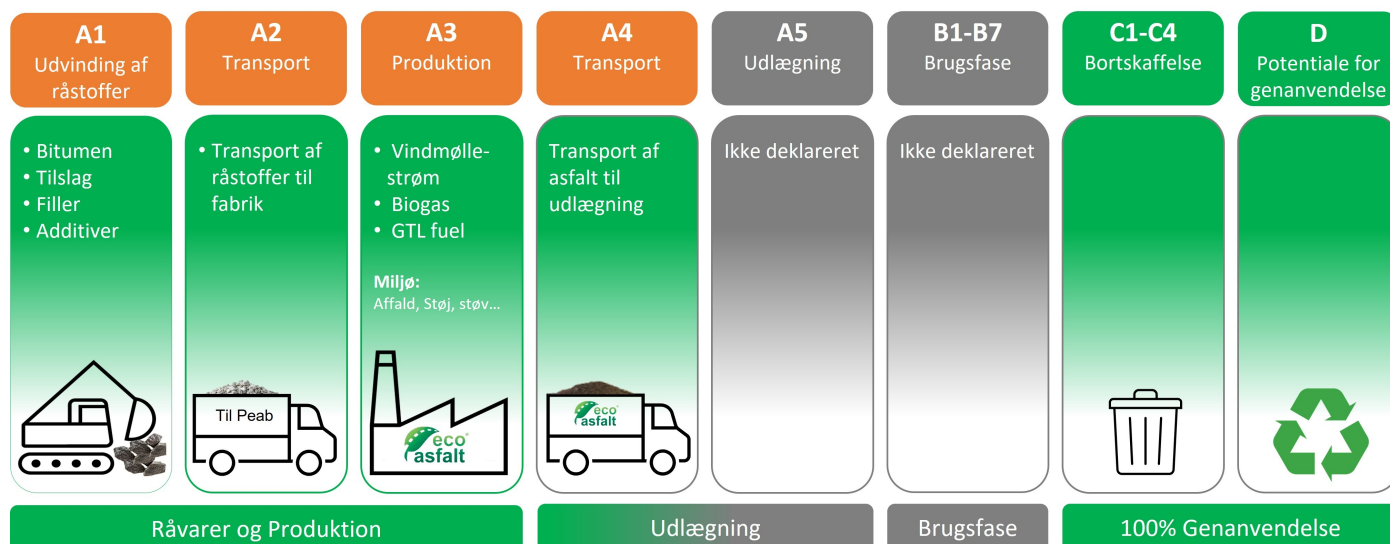 A1
Udvinding af
råstoffer
A2
Transport
A3
Produktion
A4
Transport
A5
Udlægning
B1-B7
Brugsfase
C1-C4
Bortskaffelse
D
Potentiale for
genanvendelse
• Bitumen
• Tilslag
• Filler
• Additiver
• Transport af
råstoffer til
fabrik
Til Peab
• Vindmølle-
strøm
• Biogas
• GTL fuel
Miljø:
Affald, Støj, støv...
eco®
asfalt
Transport af
asfalt til
udlægning
eco®
asfalt
Ikke deklareret
Ikke deklareret
Råvarer og Produktion
Udlægning
Brugsfase
100% Genanvendelse